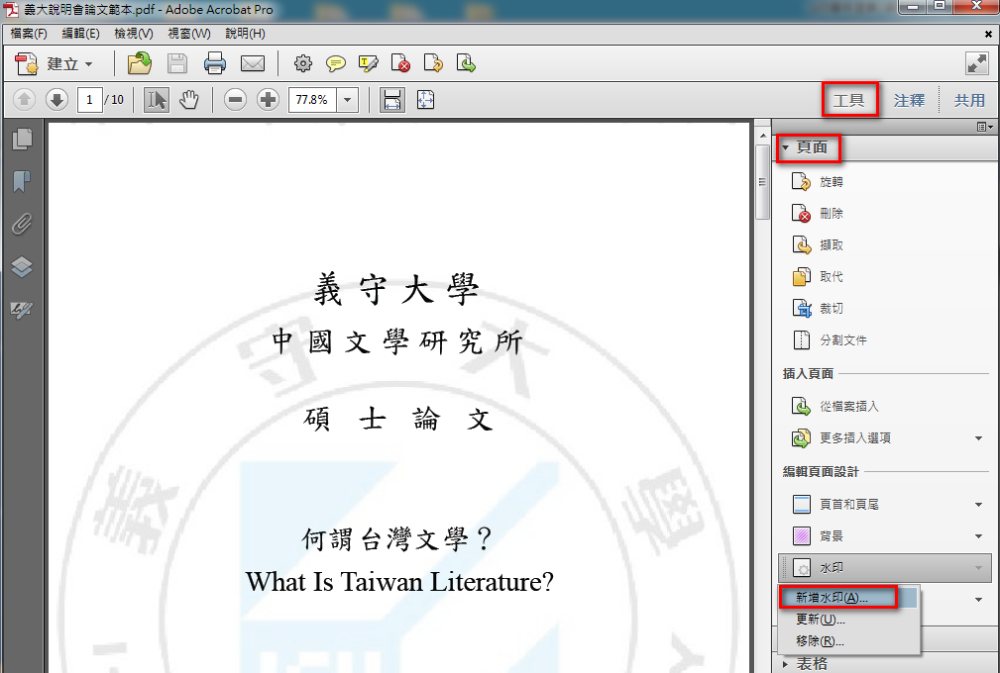 義大說明會論文範本.pdf - Adobe Acrobat Pro
檔案(F) 編輯(E) 檢視(V) 視窗(W) 說明(H)
建立
1 / 10 77.8% 工具 注釋 共用
頁面
旋轉
刪除
擷取
取代
裁切
分割文件
插入頁面
從檔案插入
更多插入選項
編輯頁面設計
頁首和頁尾
背景
水印
新增水印(A)...
更新(U)...
移除(R)...
表格
義守大學
中國文學研究所
碩士論文
何謂台灣文學？
What Is Taiwan Literature?
義守大學